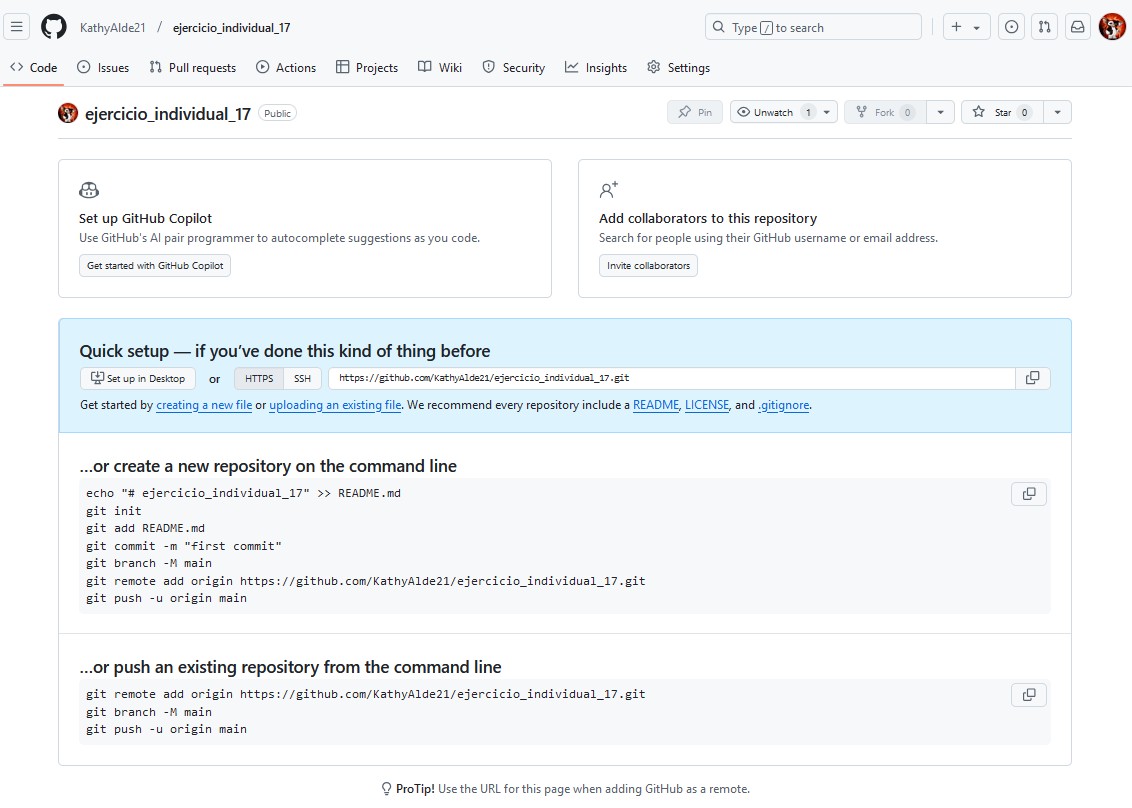 KathyAlde21 / ejercicio_individual_17
Type / to search
Code Issues Pull requests Actions Projects Wiki Security Insights Settings
ejercicio_individual_17 Public
Pin Unwatch 1 Fork 0 Star 0
Set up GitHub Copilot
Use GitHub's AI pair programmer to autocomplete suggestions as you code.
Get started with GitHub Copilot
Add collaborators to this repository
Search for people using their GitHub username or email address.
Invite collaborators
Quick setup — if you’ve done this kind of thing before
Set up in Desktop or HTTPS SSH https://github.com/KathyAlde21/ejercicio_individual_17.git
Get started by creating a new file or uploading an existing file. We recommend every repository include a README, LICENSE, and .gitignore.
…or create a new repository on the command line
echo "# ejercicio_individual_17" >> README.md
git init
git add README.md
git commit -m "first commit"
git branch -M main
git remote add origin https://github.com/KathyAlde21/ejercicio_individual_17.git
git push -u origin main
…or push an existing repository from the command line
git remote add origin https://github.com/KathyAlde21/ejercicio_individual_17.git
git branch -M main
git push -u origin main
ProTip! Use the URL for this page when adding GitHub as a remote.